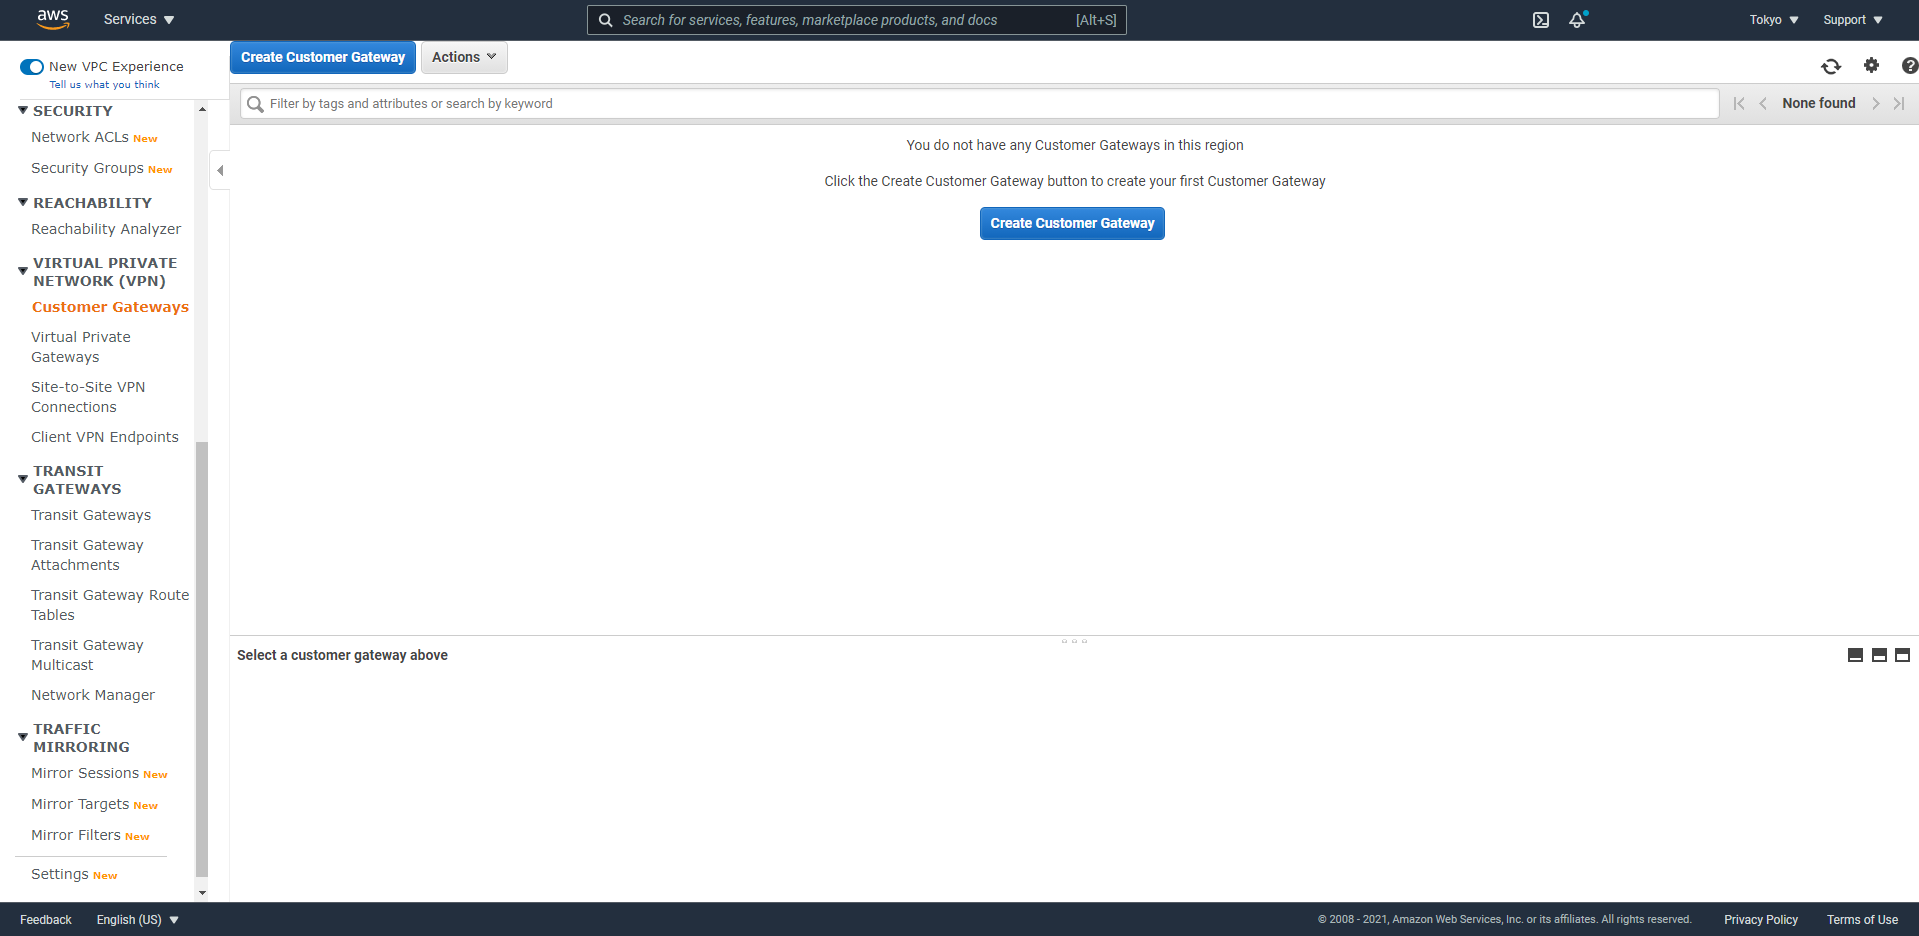 aws Services Search for services, features, marketplace products, and docs [Alt+S] Tokyo Support
New VPC Experience
Tell us what you think
SECURITY
Network ACLs New
Security Groups New
REACHABILITY
Reachability Analyzer
VIRTUAL PRIVATE
NETWORK (VPN)
Customer Gateways
Virtual Private
Gateways
Site-to-Site VPN
Connections
Client VPN Endpoints
TRANSIT
GATEWAYS
Transit Gateways
Transit Gateway
Attachments
Transit Gateway Route
Tables
Transit Gateway
Multicast
Network Manager
TRAFFIC
MIRRORING
Mirror Sessions New
Mirror Targets New
Mirror Filters New
Settings New
Create Customer Gateway Actions
Filter by tags and attributes or search by keyword None found
You do not have any Customer Gateways in this region
Click the Create Customer Gateway button to create your first Customer Gateway
Create Customer Gateway
Select a customer gateway above
Feedback English (US) © 2008 - 2021, Amazon Web Services, Inc. or its affiliates. All rights reserved. Privacy Policy Terms of Use